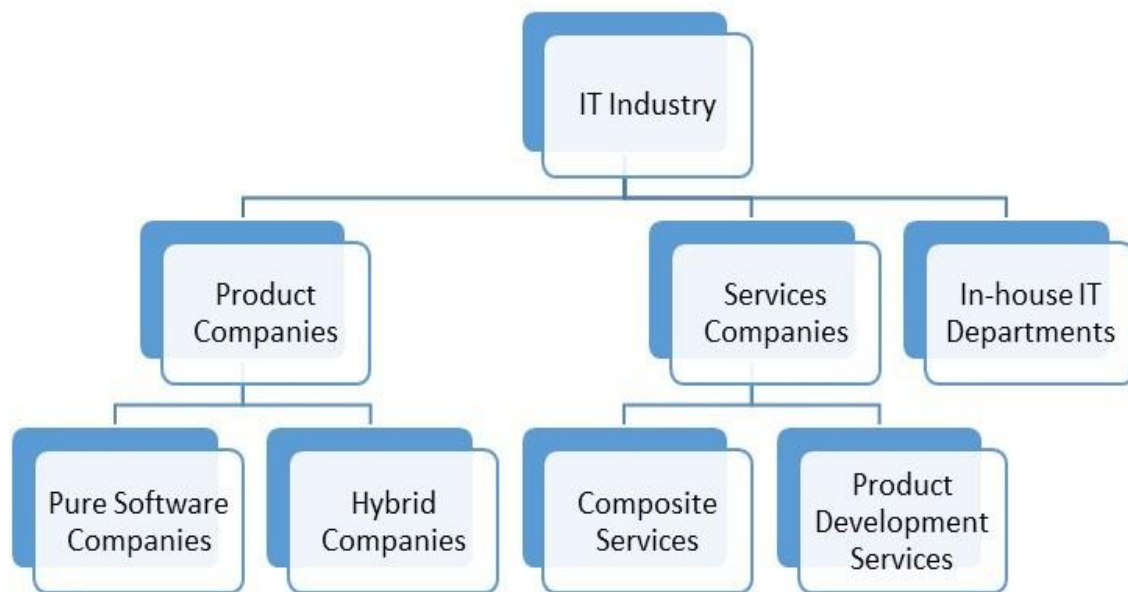 IT Industry
Product
Companies
Services
Companies
In-house IT
Departments
Pure Software
Companies
Hybrid
Companies
Composite
Services
Product
Development
Services